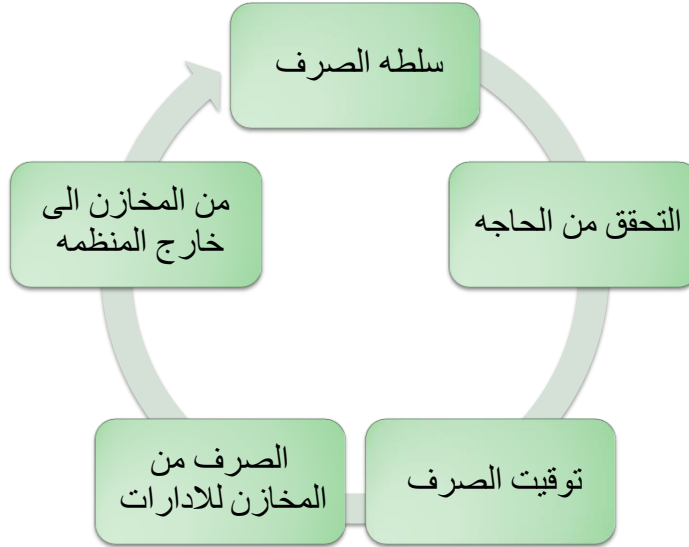 سلطه الصرف
التحقق من الحاجه
توقيت الصرف
الصرف من
المخازن للادارات
من المخازن الى
خارج المنظمه